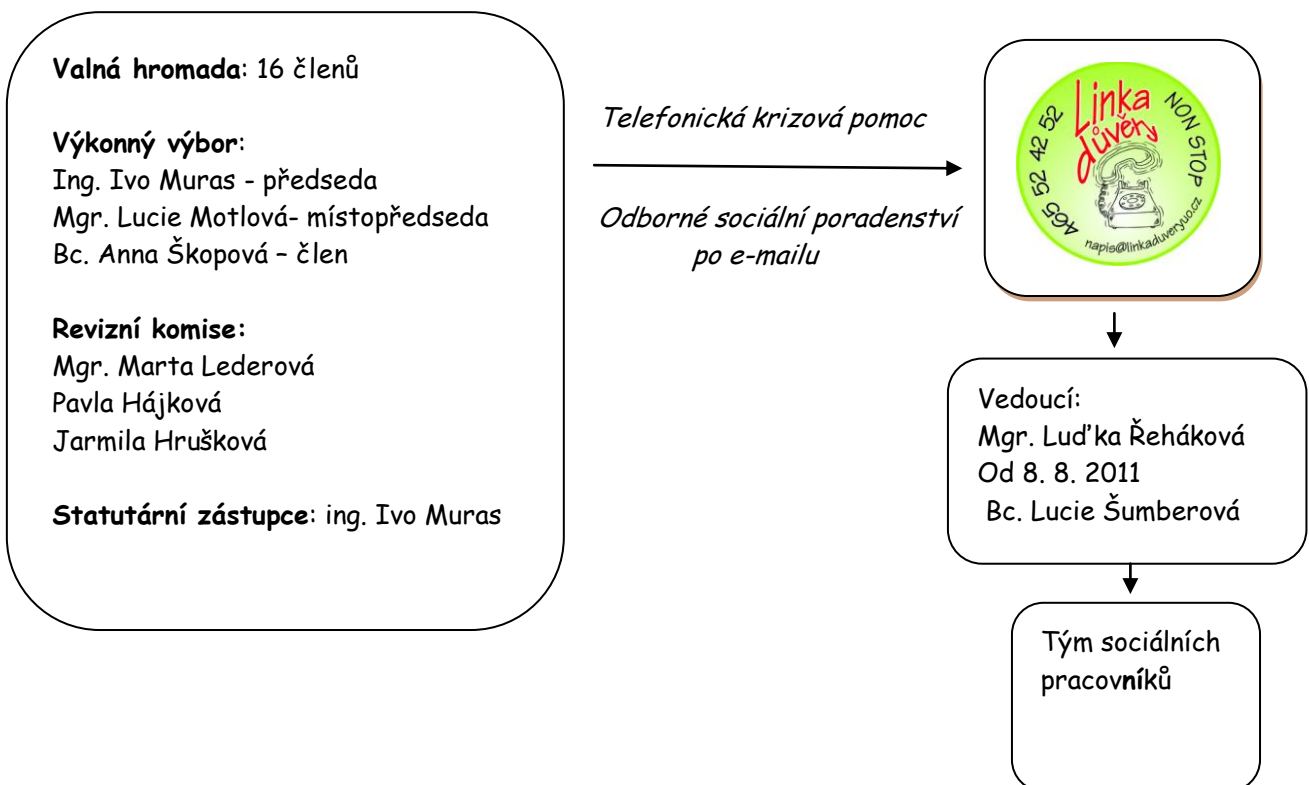 Valná hromada: 16 členů
Výkonný výbor:
Ing. Ivo Muras - předseda
Mgr. Lucie Motlová- místopředseda
Bc. Anna Škopová – člen
Revizní komise:
Mgr. Marta Lederová
Pavla Hájková
Jarmila Hrušková
Statutární zástupce: ing. Ivo Muras
Telefonická krizová pomoc
Odborné sociální poradenství
po e-mailu
Linka
důvěry
NON STOP
465 52 42 52
napis@linkaduveryuo.cz
Vedoucí:
Mgr. Luďka Řeháková
Od 8. 8. 2011
Bc. Lucie Šumberová
Tým sociálních
pracovníků